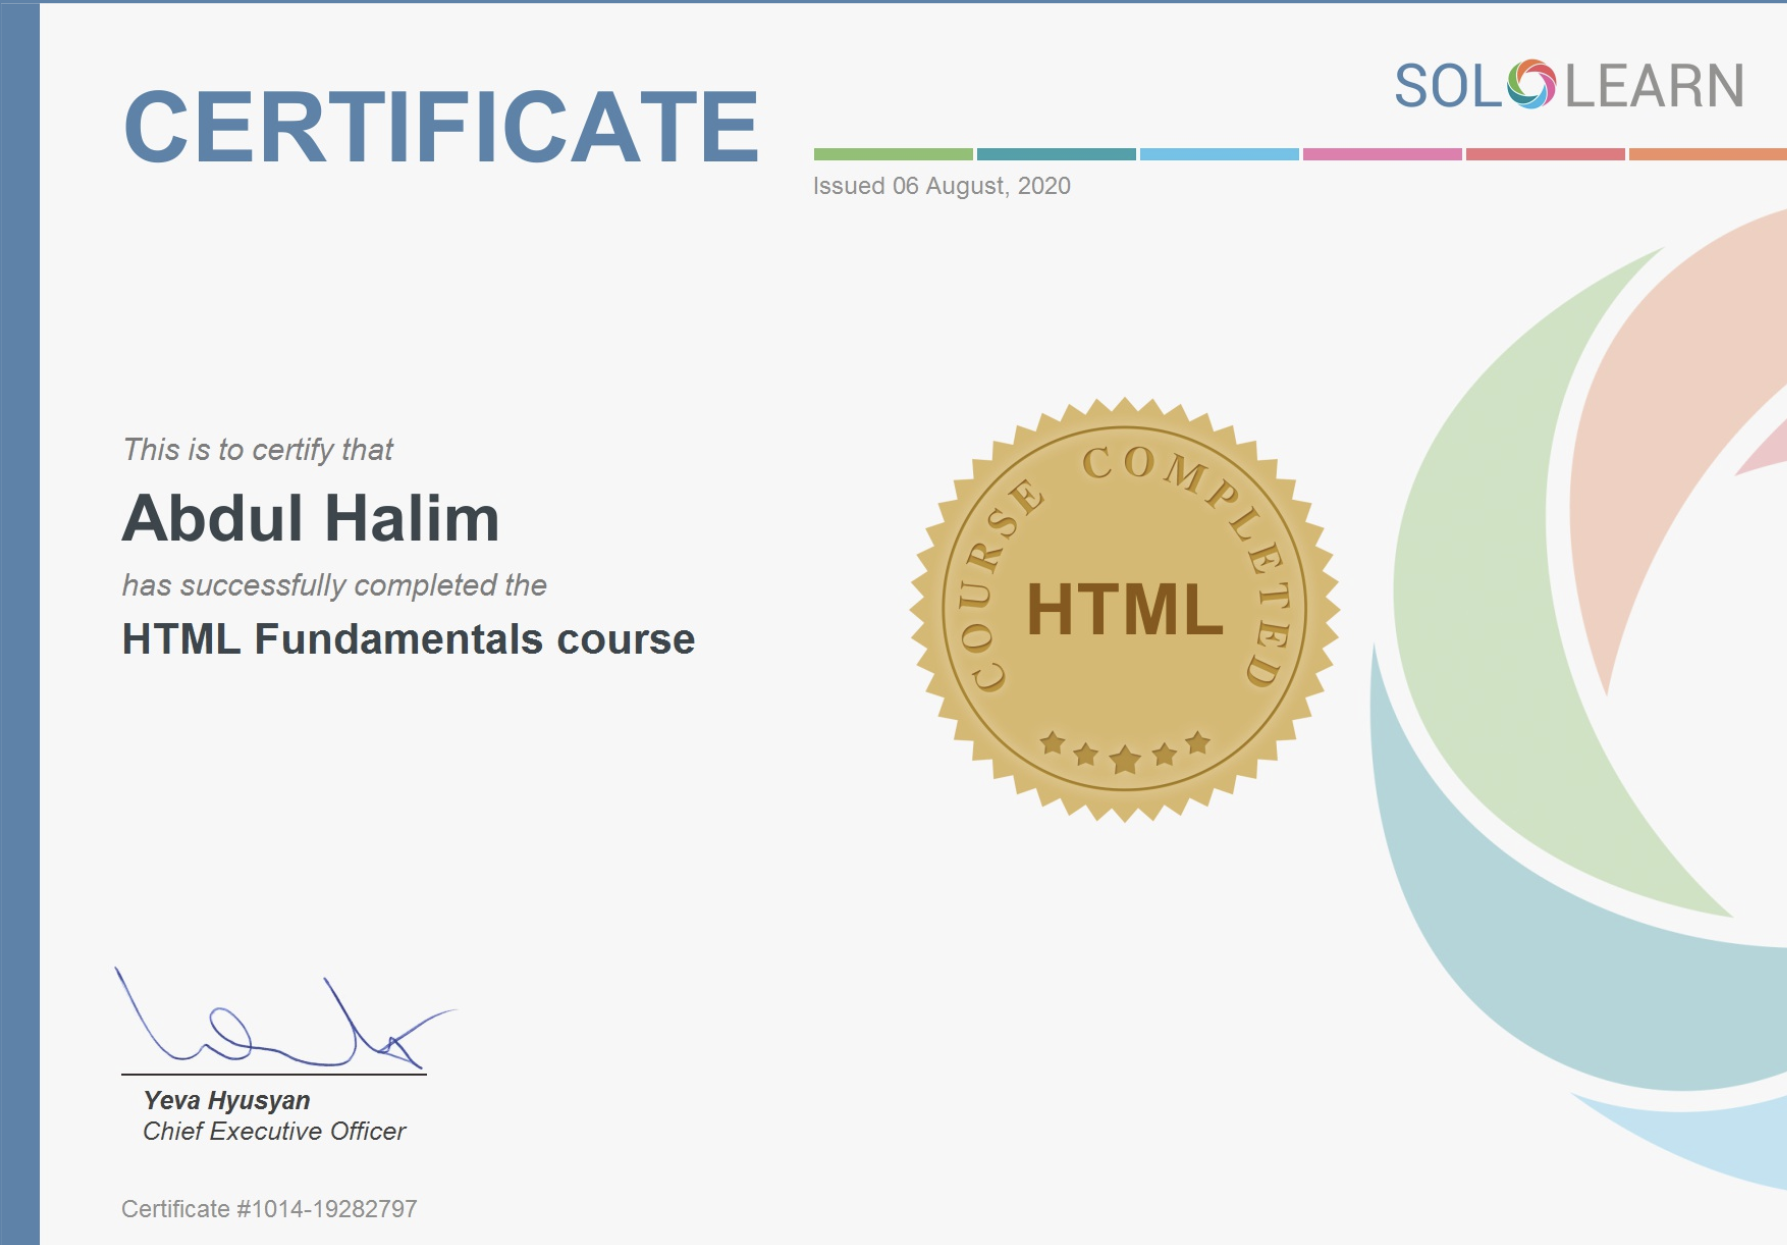 CERTIFICATE
SOLOLEARN
Issued 06 August, 2020
This is to certify that
Abdul Halim
has successfully completed the
HTML Fundamentals course
COURSE COMPLETED
HTML
Yeva Hyusyan
Chief Executive Officer
Certificate #1014-19282797